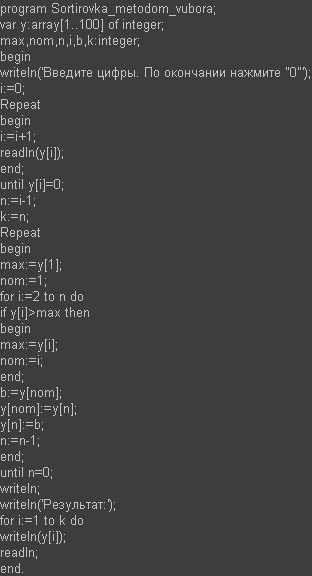 program Sortirovka_metodom_vubora;
var y:array[1..100] of integer;
max,nom,n,i,b,k:integer;
begin
writeln('Введите цифры. По окончании нажмите "0"');
i:=0;
Repeat
begin
i:=i+1;
readln(y[i]);
end;
until y[i]=0;
n:=i-1;
k:=n;
Repeat
begin
max:=y[1];
nom:=1;
for i:=2 to n do
if y[i]>max then
begin
max:=y[i];
nom:=i;
end;
b:=y[nom];
y[nom]:=y[n];
y[n]:=b;
n:=n-1;
end;
until n=0;
writeln;
writeln('Результат:');
for i:=1 to k do
writeln(y[i]);
readln;
end.